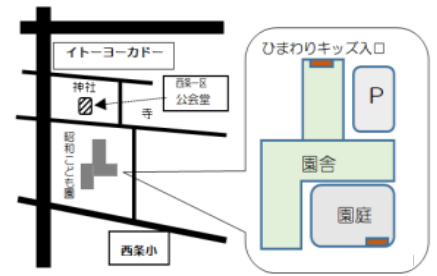 イトーヨーカドー
ひまわりキッズ入口
神社
西条一区
公会堂
寺
P
昭和こども園
園舎
園庭
西条小